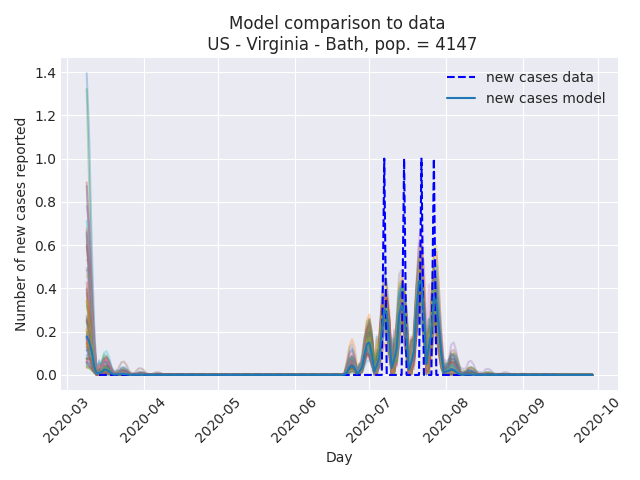 Model comparison to data
US - Virginia - Bath, pop. = 4147
new cases data
new cases model
Number of new cases reported
1.4
1.2
1.0
0.8
0.6
0.4
0.2
0.0
2020-03
2020-04
2020-05
2020-06
2020-07
2020-08
2020-09
2020-10
Day